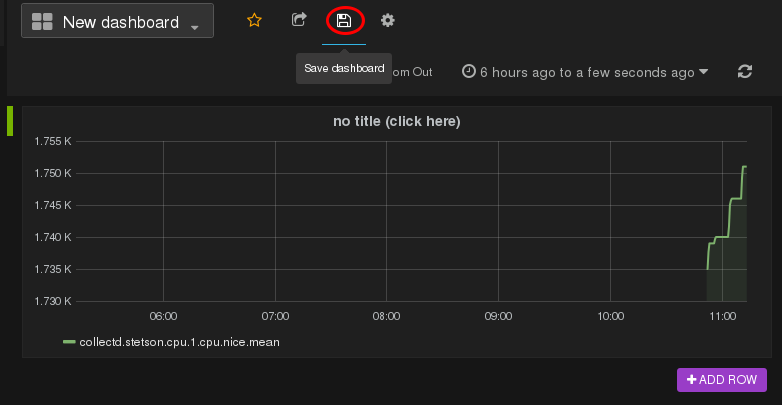 New dashboard
Save dashboard
om Out
6 hours ago to a few seconds ago
no title (click here)
1.755 K
1.750 K
1.745 K
1.740 K
1.735 K
1.730 K
06:00 07:00 08:00 09:00 10:00 11:00
collectd.stetson.cpu.1.cpu.nice.mean
+ ADD ROW